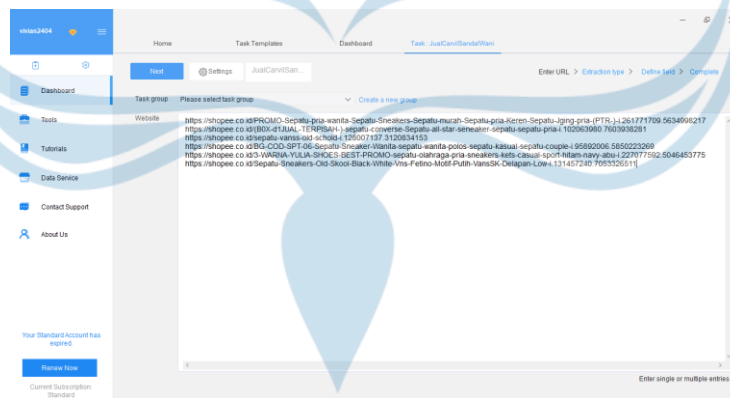 vivian2404
Home Task Templates Dashboard Task : JualCarvilSandalWani
Next Settings JualCarvilSan...
Enter URL > Extraction type > Define field > Complete
Dashboard
Task group Please select task group Create a new group
Tools
Website
https://shopee.co.id/PROMO-Sepatu-pria-wanita-Sepatu-Sneakers-Sepatu-murah-Sepatu-pria-Keren-Sepatu-Jging-pria-(PTR-)-i.261771709.5634998217
https://shopee.co.id/(B0X-d1JUAL-TERPISAH-)-sepatu-converse-Sepatu-all-star-seneaker-sepatu-sepatu-pria-i.102063980.7603938281
https://shopee.co.id/sepatu-vanss-old-schold-i.126007137.3120834153
https://shopee.co.id/BG-COD-SPT-06-Sepatu-Sneaker-Wanita-sepatu-wanita-polos-sepatu-kasual-sepatu-couple-i.95892006.5850223269
https://shopee.co.id/3-WARNA-YULIA-SHOES-BEST-PROMO-sepatu-olahraga-pria-sneakers-kets-casual-sport-hitam-navy-abu-i.227077592.5046453775
https://shopee.co.id/Sepatu-Sneakers-Old-Skool-Black-White-Vns-Fetino-Motif-Putih-VansSK-Delapan-Low-i.131457240.7053326511
Tutorials
Data Service
Contact Support
About Us
Your Standard Account has
expired.
Renew Now
Current Subscription:
Standard
Enter single or multiple entries